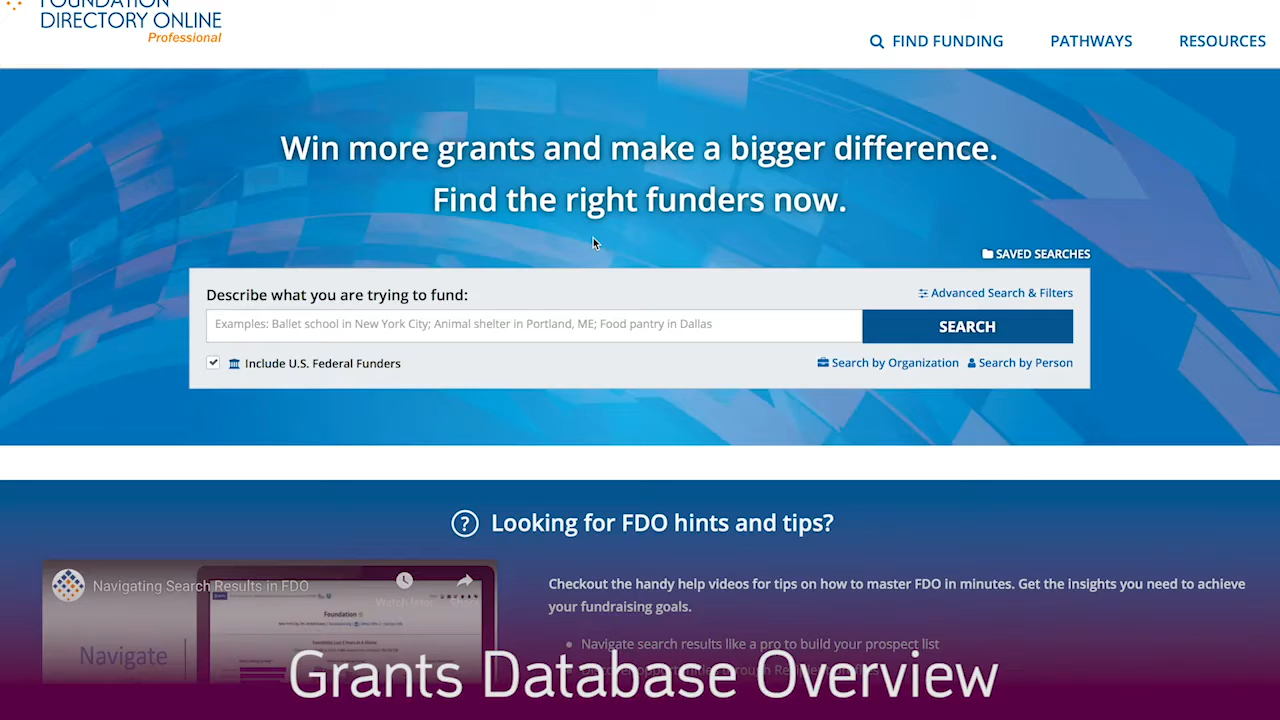 FOUNDATION
DIRECTORY ONLINE
Professional
FIND FUNDING
PATHWAYS
RESOURCES
Win more grants and make a bigger difference.
Find the right funders now.
SAVED SEARCHES
Describe what you are trying to fund:
Advanced Search & Filters
Examples: Ballet school in New York City; Animal shelter in Portland, ME; Food pantry in Dallas
SEARCH
Include U.S. Federal Funders
Search by Organization
Search by Person
? Looking for FDO hints and tips?
Navigating Search Results in FDO
Watch later
Share
Foundation
Navigate
Checkout the handy help videos for tips on how to master FDO in minutes. Get the insights you need to achieve
your fundraising goals.
• Navigate search results like a pro to build your prospect list
Grants Database Overview